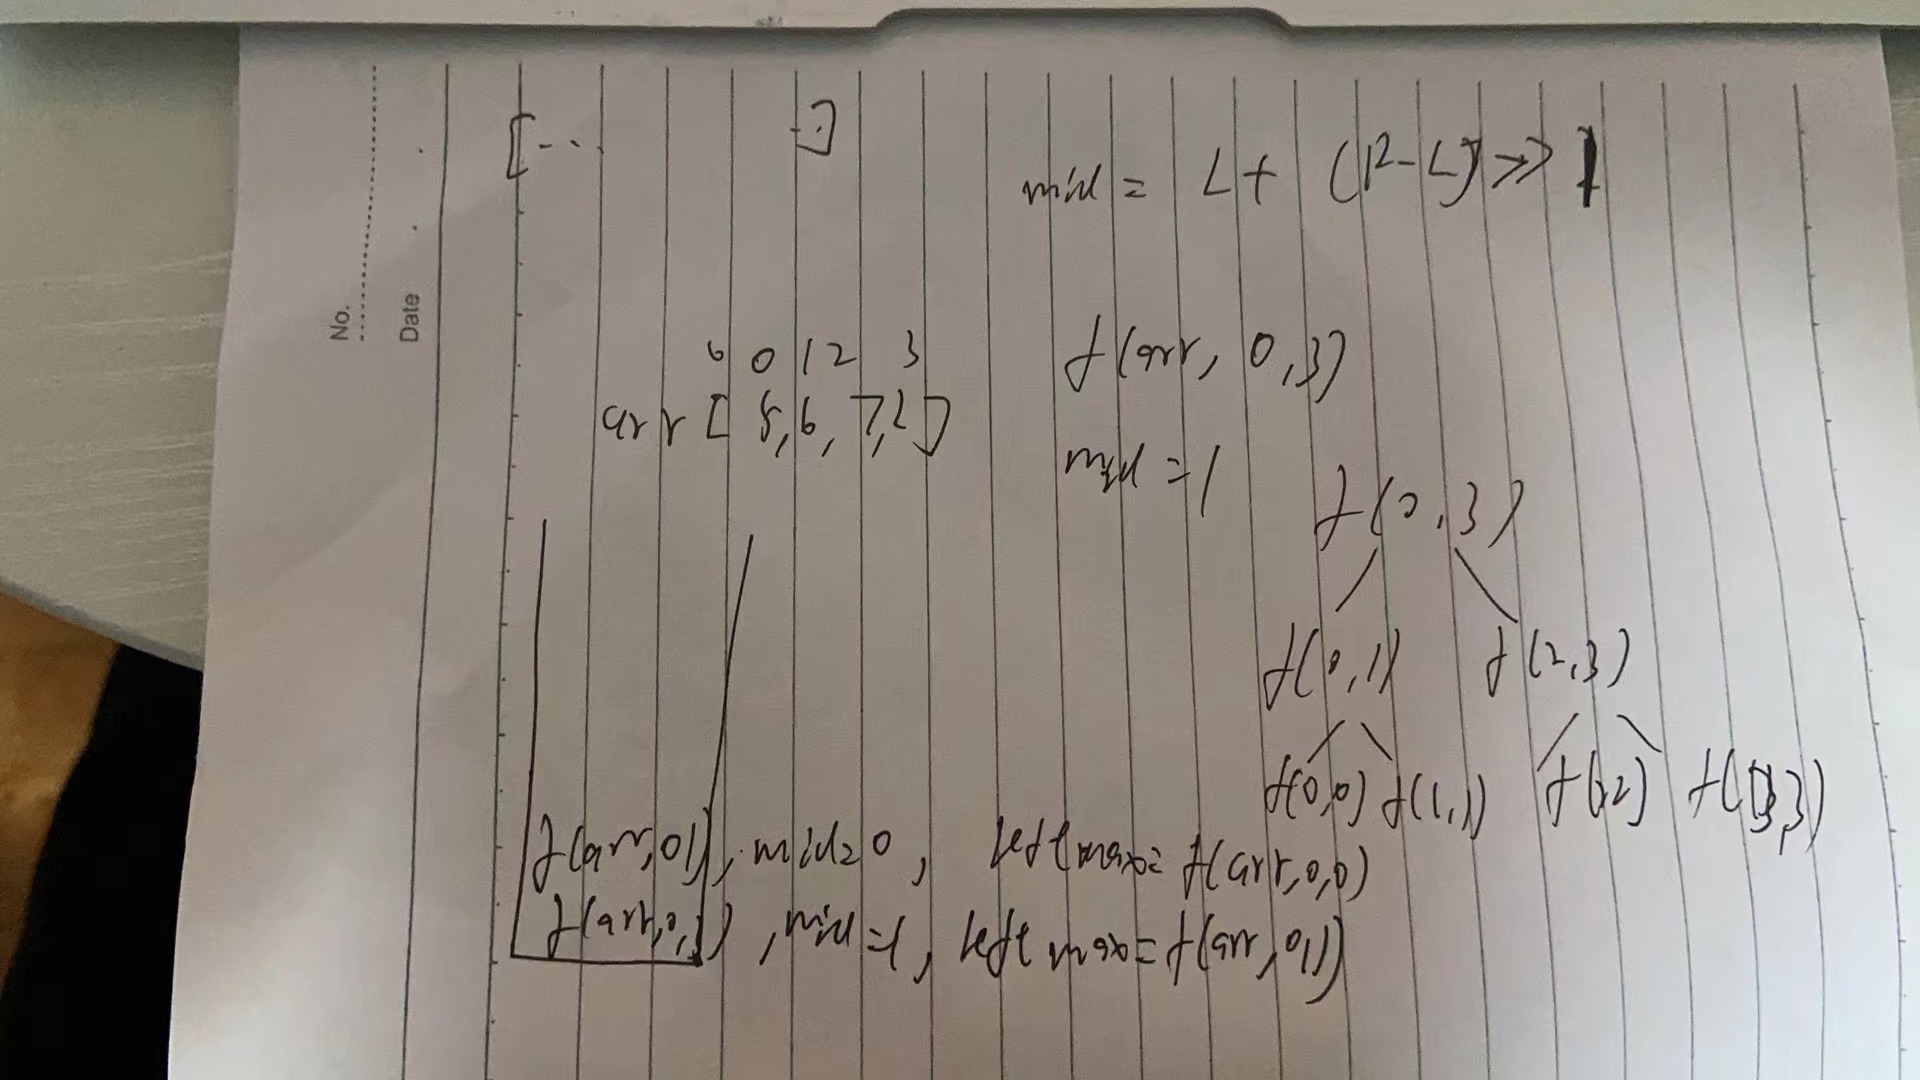 No.
Date
[... ..]
mid = L + (R-L) >> 1
0 1 2 3
arr [ 5, 6, 7, 2 ]
f(arr, 0, 3)
mid = 1
f(0, 3)
f(0, 1) f(2, 3)
f(0,0) f(1,1) f(2,2) f(3,3)
f(arr, 0 1), mid = 0, leftmax = f(arr, 0, 0)
f(arr, 0, 3), mid = 1, leftmax = f(arr, 0, 1)